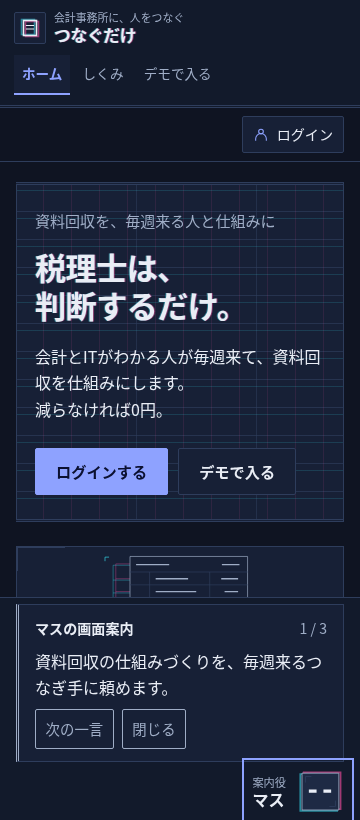 会計事務所に、人をつなぐ
つなぐだけ
ホーム しくみ デモで入る
ログイン
資料回収を、毎週来る人と仕組みに
税理士は、
判断するだけ。
会計とITがわかる人が毎週来て、資料回
収を仕組みにします。
減らなければ0円。
ログインする デモで入る
マスの画面案内 1 / 3
資料回収の仕組みづくりを、毎週来るつ
なぎ手に頼めます。
次の一言 閉じる
案内役
マス